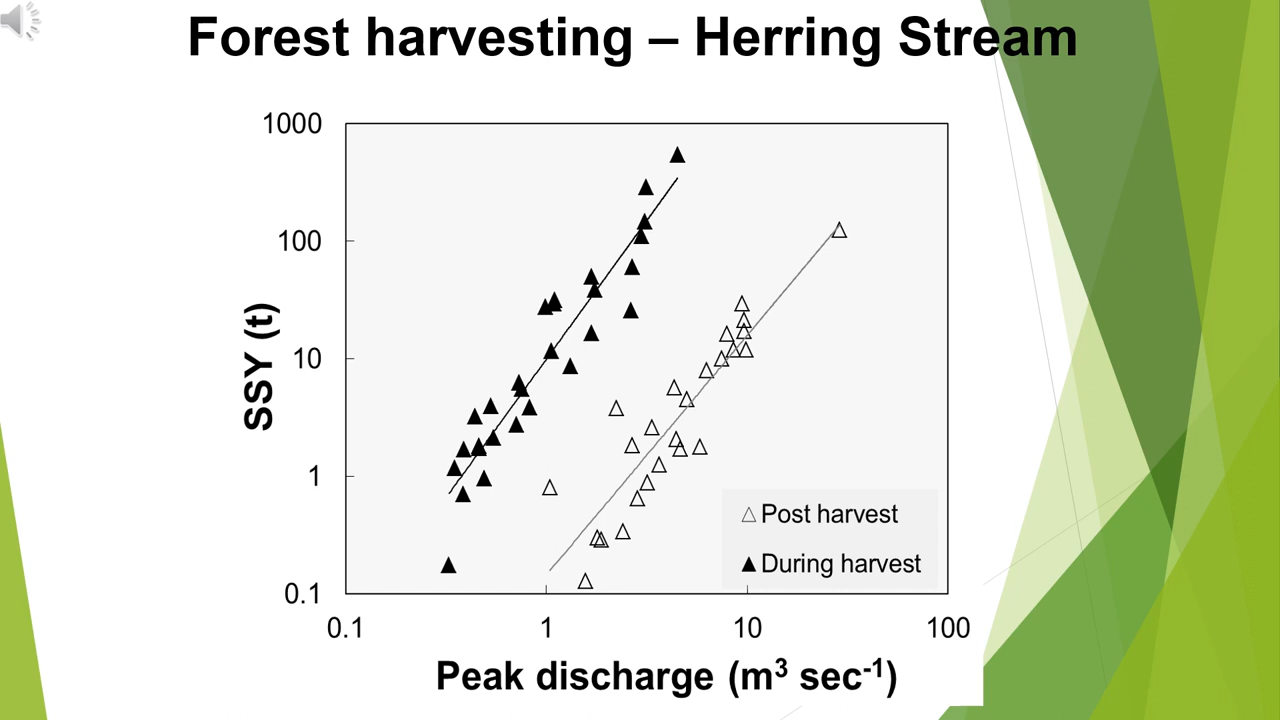 Forest harvesting – Herring Stream
1000
100
10
1
0.1
SSY (t)
Post harvest
During harvest
0.1
1
10
100
Peak discharge (m³ sec⁻¹)